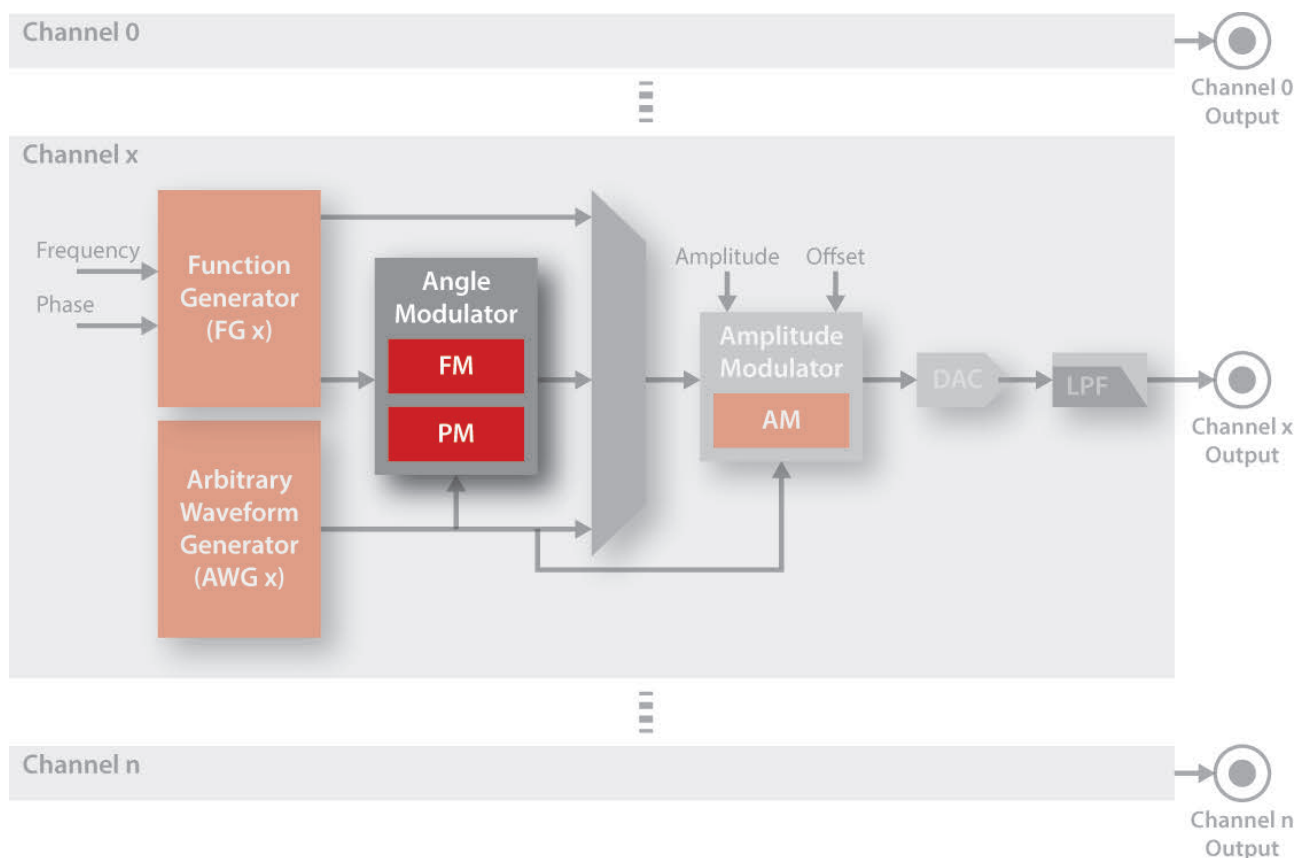 Channel 0
Channel 0
Output
Channel x
Frequency
Phase
Function
Generator
(FG x)
Angle
Modulator
FM
PM
Amplitude
Offset
Amplitude
Modulator
AM
DAC
LPF
Channel x
Output
Arbitrary
Waveform
Generator
(AWG x)
Channel n
Channel n
Output